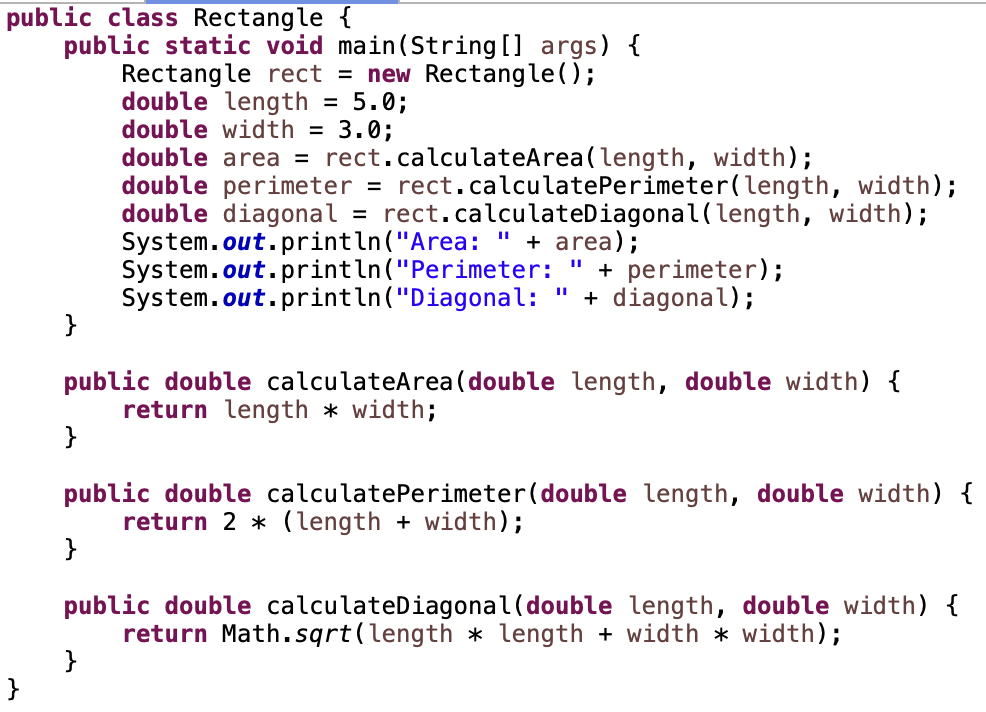 public class Rectangle {
    public static void main(String[] args) {
        Rectangle rect = new Rectangle();
        double length = 5.0;
        double width = 3.0;
        double area = rect.calculateArea(length, width);
        double perimeter = rect.calculatePerimeter(length, width);
        double diagonal = rect.calculateDiagonal(length, width);
        System.out.println("Area: " + area);
        System.out.println("Perimeter: " + perimeter);
        System.out.println("Diagonal: " + diagonal);
    }

    public double calculateArea(double length, double width) {
        return length * width;
    }

    public double calculatePerimeter(double length, double width) {
        return 2 * (length + width);
    }

    public double calculateDiagonal(double length, double width) {
        return Math.sqrt(length * length + width * width);
    }
}